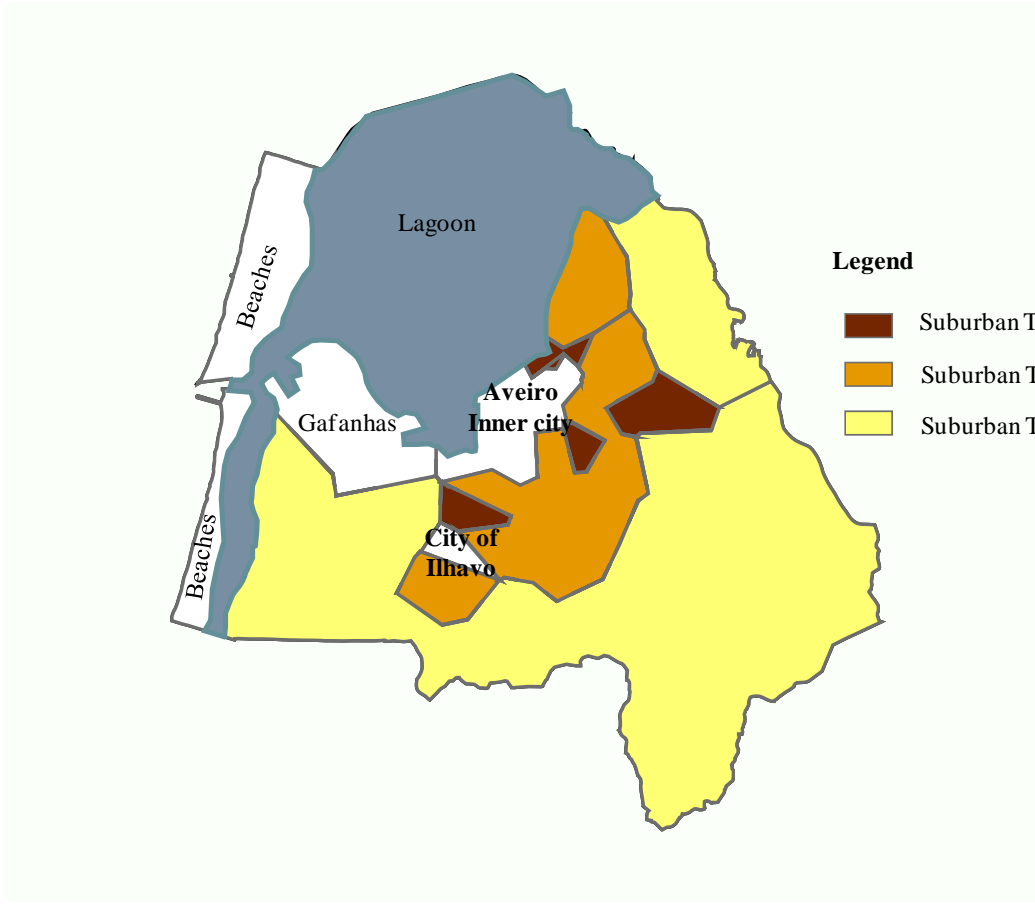 Lagoon
Beaches
Legend
Suburban T
Suburban T
Suburban T
Aveiro
Inner city
Gafanhas
Beaches
City of
Ilhavo